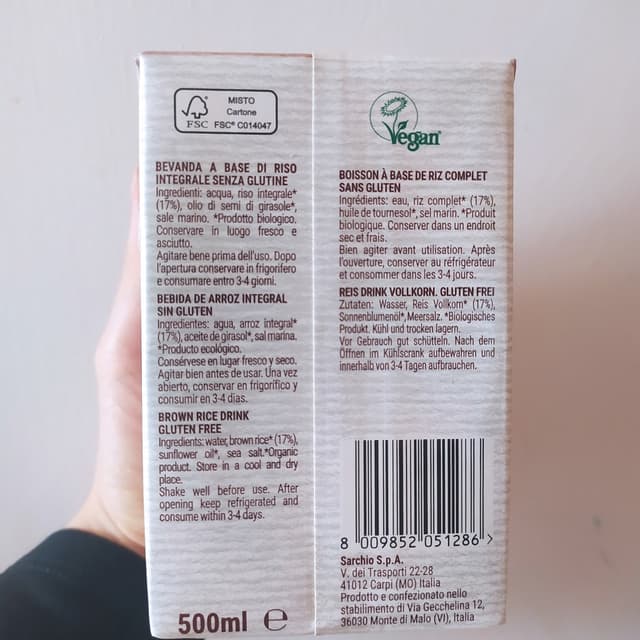 MISTO
Cartone
FSC
FSC® C014047
BEVANDA A BASE DI RISO
INTEGRALE SENZA GLUTINE
Ingredienti: acqua, riso integrale*
(17%), olio di semi di girasole*,
sale marino. *Prodotto biologico.
Conservare in luogo fresco e
asciutto.
Agitare bene prima dell'uso. Dopo
l'apertura conservare in frigorifero
e consumare entro 3-4 giorni.
BEBIDA DE ARROZ INTEGRAL
SIN GLUTEN
Ingredientes: agua, arroz integral*
(17%), aceite de girasol*, sal marina.
*Producto ecológico.
Consérvese en lugar fresco y seco.
Agitar bien antes de usar. Una vez
abierto, conservar en frigorífico y
consumir en 3-4 dias.
BROWN RICE DRINK
GLUTEN FREE
Ingredients: water, brown rice* (17%),
sunflower oil*, sea salt.*Organic
product. Store in a cool and dry
place.
Shake well before use. After
opening keep refrigerated and
consume within 3-4 days.
500ml ℮
Vegan
BOISSON À BASE DE RIZ COMPLET
SANS GLUTEN
Ingrédients: eau, riz complet* (17%),
huile de tournesol*, sel marin. *Produit
biologique. Conserver dans un endroit
sec et frais.
Bien agiter avant utilisation. Après
l'ouverture, conserver au réfrigérateur
et consommer dans les 3-4 jours.
REIS DRINK VOLLKORN. GLUTEN FREI
Zutaten: Wasser, Reis Vollkorn* (17%),
Sonnenblumenöl*, Meersalz. *Biologisches
Produkt. Kühl und trocken lagern.
Vor Gebrauch gut schütteln. Nach dem
Öffnen im Kühlscrank aufbewahren und
innerhalb von 3-4 Tagen aufbrauchen.
8 009852 051286 >
Sarchio S.p.A.
V. dei Trasporti 22-28
41012 Carpi (MO) Italia
Prodotto e confezionato nello
stabilimento di Via Gecchelina 12,
36030 Monte di Malo (VI), Italia